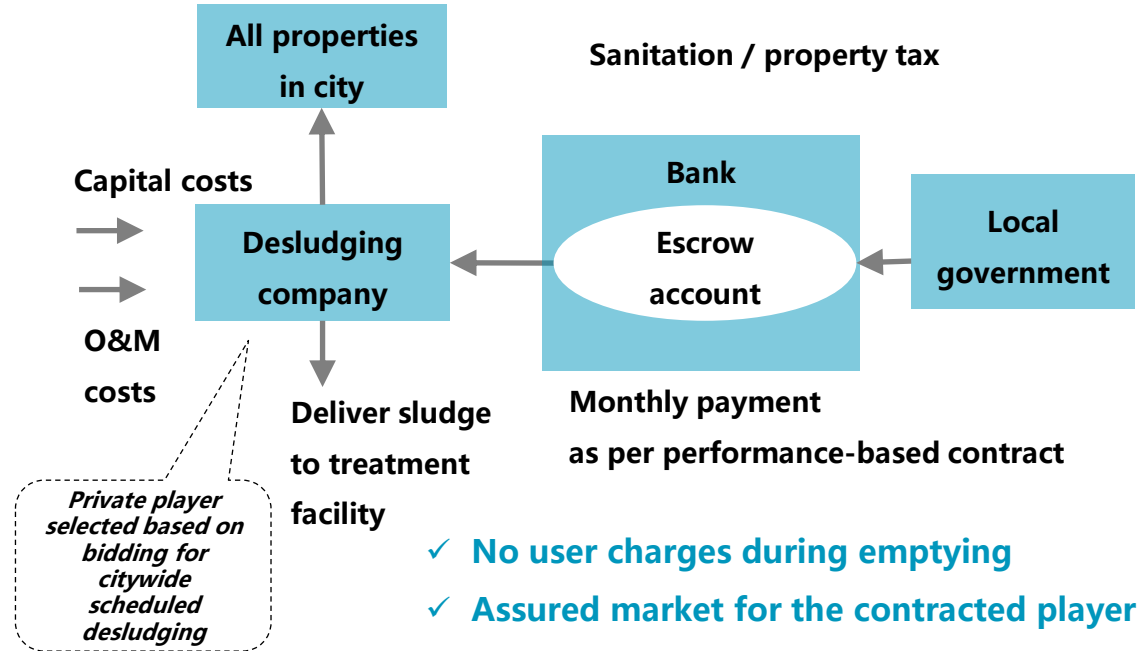 All properties
in city
Sanitation / property tax
Capital costs
Bank
Desludging
company
Escrow
account
Local
government
O&M
costs
Deliver sludge
to treatment
facility
Monthly payment
as per performance-based contract
Private player
selected based on
bidding for
citywide
scheduled
desludging
✓ No user charges during emptying
✓ Assured market for the contracted player